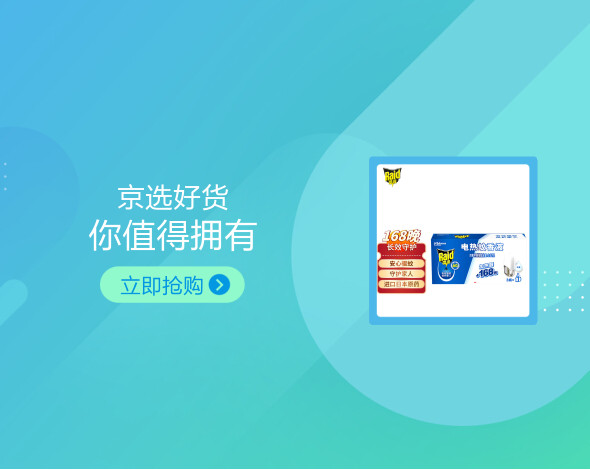 京选好货
你值得拥有
立即抢购
Raid
168晚
长效守护
安心驱蚊
守护家人
进口日本原药
电热蚊香液
Raid
168晚